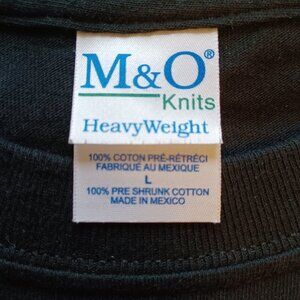 M&O®
Knits
HeavyWeight
100% COTON PRÉ-RÉTRÉCI
FABRIQUÉ AU MEXIQUE
L
100% PRE SHRUNK COTTON
MADE IN MEXICO